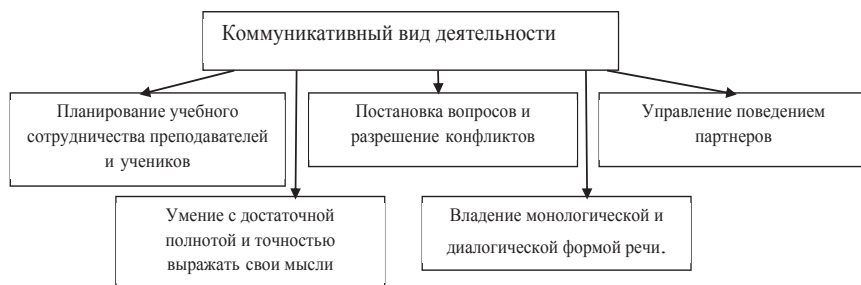 Коммуникативный вид деятельности
Планирование учебного
сотрудничества преподавателей
и учеников
Постановка вопросов и
разрешение конфликтов
Управление поведением
партнеров
Умение с достаточной
полнотой и точностью
выражать свои мысли
Владение монологической и
диалогической формой речи.